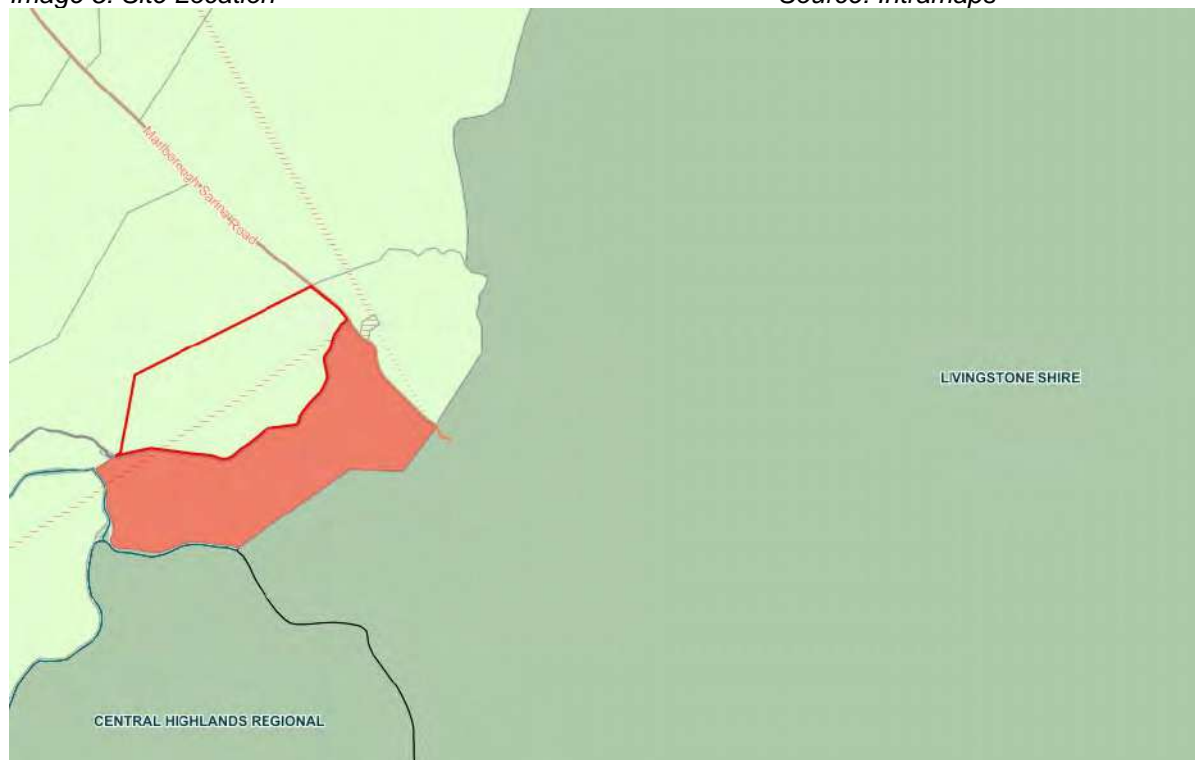 Image 3: Site Location Source: Intramaps
Marlborough Sarina Road
LIVINGSTONE SHIRE
CENTRAL HIGHLANDS REGIONAL